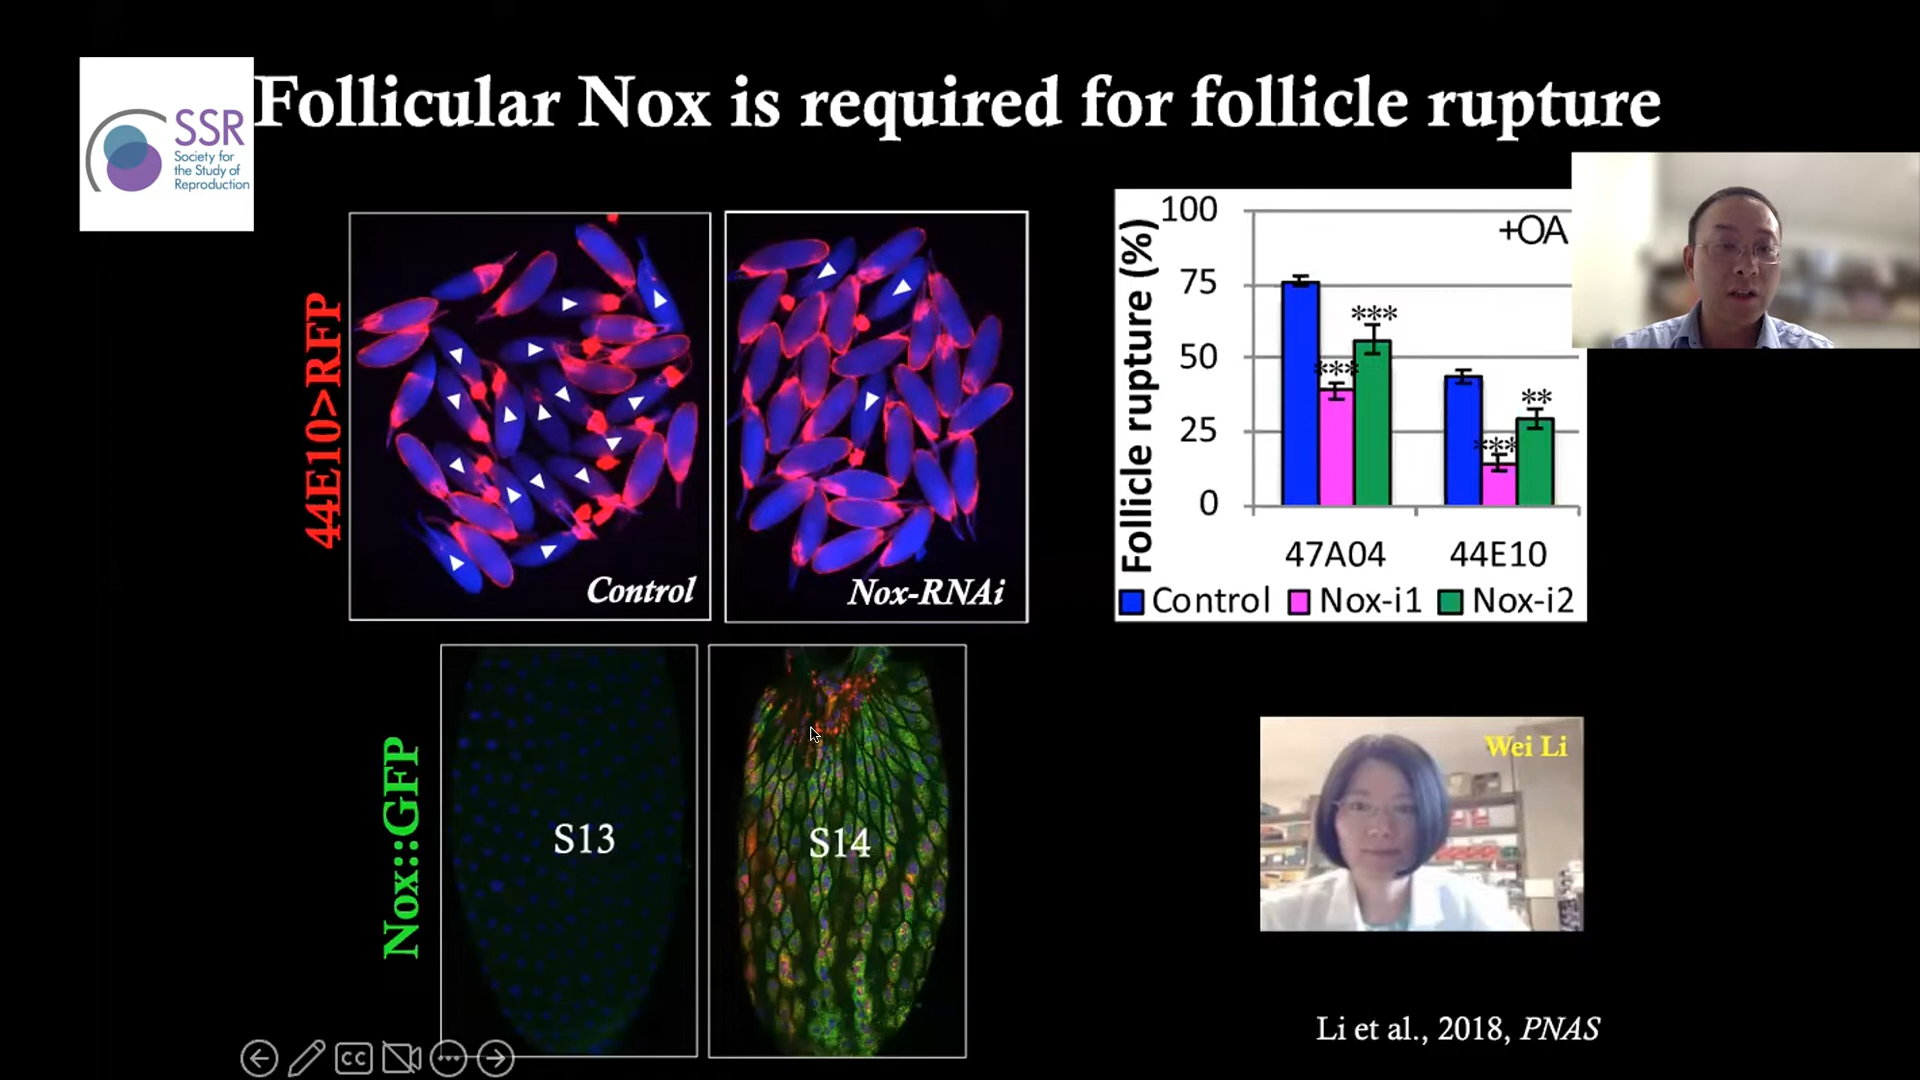 Follicular Nox is required for follicle rupture
SSR
Society for
the Study of
Reproduction
44E10>RFP
Control
Nox-RNAi
Follicle rupture (%)
100
75
50
25
0
+OA
***
***
***
**
47A04
44E10
Control
Nox-i1
Nox-i2
Nox::GFP
S13
S14
Wei Li
Li et al., 2018, PNAS
CC